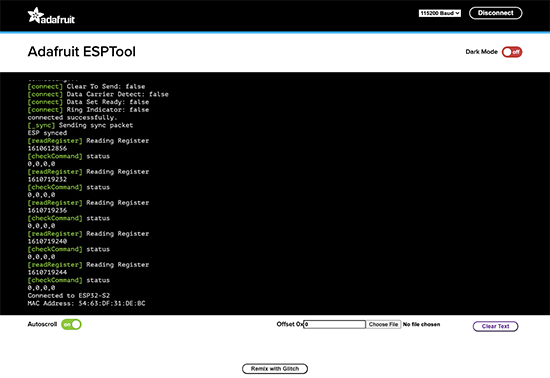 adafruit
115200 Baud
Disconnect
Adafruit ESPTool
Dark Mode
off
[connect] Clear To Send: false
[connect] Data Carrier Detect: false
[connect] Data Set Ready: false
[connect] Ring Indicator: false
connected successfully.
[_sync] Sending sync packet
ESP synced
[readRegister] Reading Register
1610612856
[checkCommand] status
0,0,0,0
[readRegister] Reading Register
1610719232
[checkCommand] status
0,0,0,0
[readRegister] Reading Register
1610719236
[checkCommand] status
0,0,0,0
[readRegister] Reading Register
1610719240
[checkCommand] status
0,0,0,0
[readRegister] Reading Register
1610719244
[checkCommand] status
0,0,0,0
Connected to ESP32-S2
MAC Address: 54:63:DF:31:DE:BC
Autoscroll
on
Offset 0x
0
Choose File
No file chosen
Clear Text
Remix with Glitch